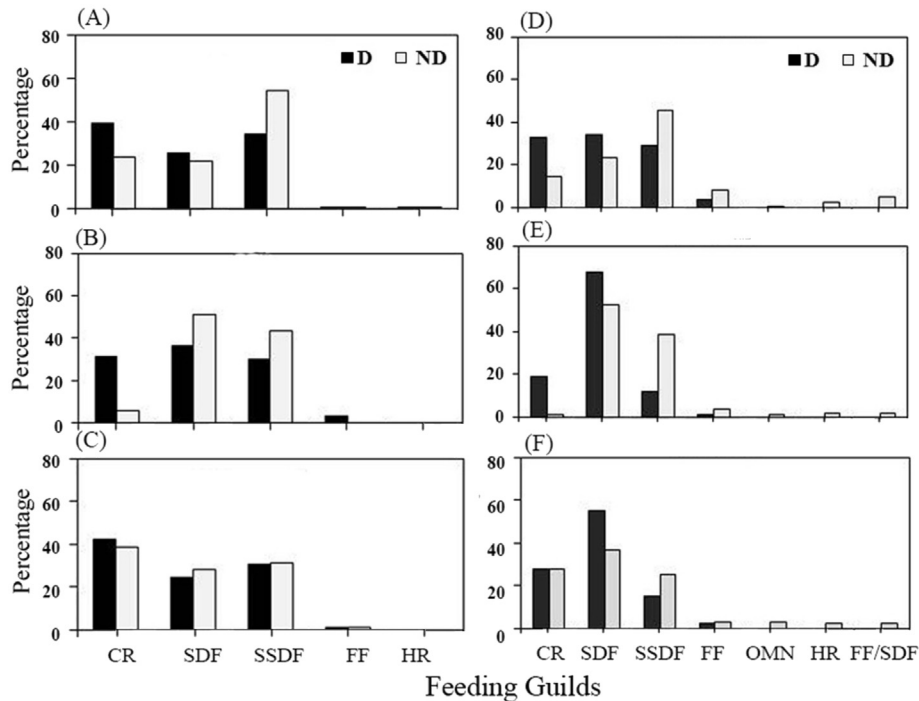 (A)
80
60
40
20
0
Percentage
D ND
(B)
80
60
40
20
0
Percentage
(C)
80
60
40
20
0
Percentage
CR SDF SSDF FF HR
(D)
80
60
40
20
0
D ND
(E)
80
60
40
20
0
(F)
80
60
40
20
0
CR SDF SSDF FF OMN HR FF/SDF
Feeding Guilds